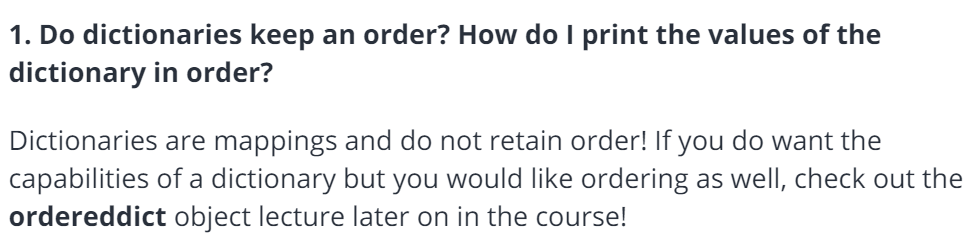 1. Do dictionaries keep an order? How do I print the values of the
dictionary in order?
Dictionaries are mappings and do not retain order! If you do want the
capabilities of a dictionary but you would like ordering as well, check out the
ordereddict object lecture later on in the course!